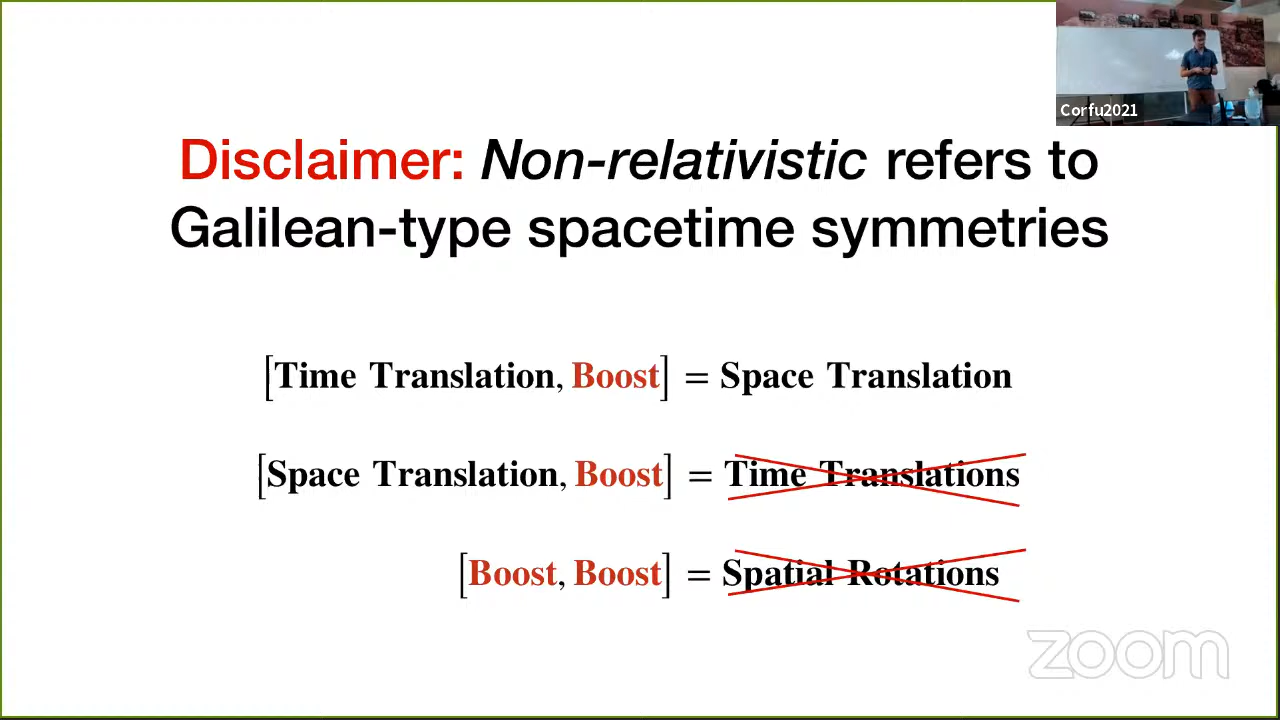 Corfu2021
Disclaimer: Non-relativistic refers to
Galilean-type spacetime symmetries
[Time Translation, Boost] = Space Translation
[Space Translation, Boost] = Time Translations
[Boost, Boost] = Spatial Rotations
zoom